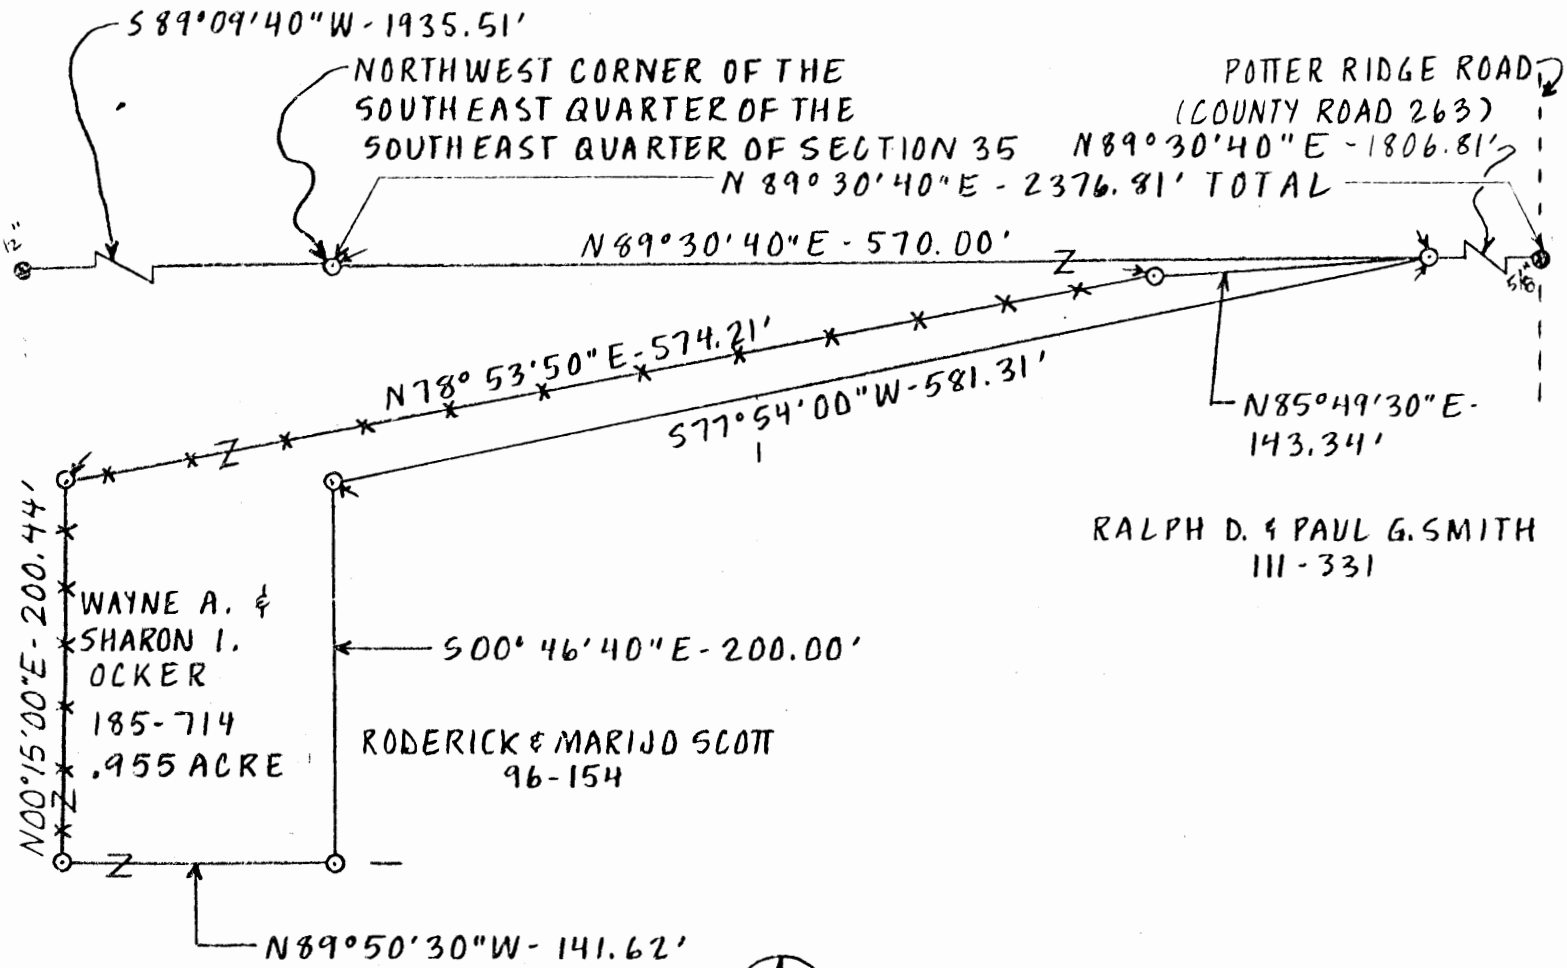 S 89°09'40"W - 1935.51'
NORTHWEST CORNER OF THE
SOUTHEAST QUARTER OF THE
SOUTHEAST QUARTER OF SECTION 35
POTTER RIDGE ROAD
(COUNTY ROAD 263)
N89°30'40"E - 1806.81'
N 89°30'40"E - 2376.81' TOTAL
12"
N89°30'40"E - 570.00'
Z
5/8"
N78°53'50"E - 574.21'
S77°54'00"W - 581.31'
N85°49'30"E -
143.34'
Z
N00°15'00"E - 200.44'
RALPH D. & PAUL G. SMITH
111-331
WAYNE A. &
SHARON I.
OCKER
185-714
.955 ACRE
S00°46'40"E - 200.00'
RODERICK & MARIJO SCOTT
96-154
Z
Z
N89°50'30"W - 141.62'